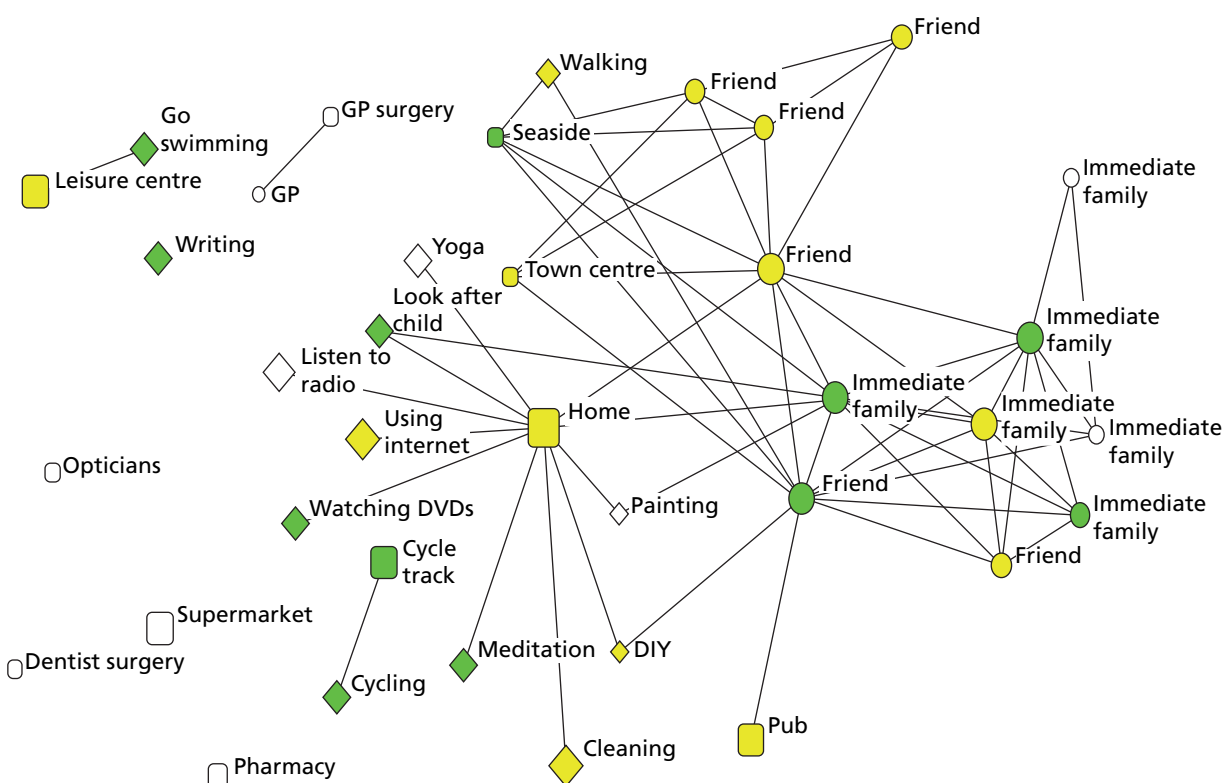 Friend
Walking
Friend
Friend
GP surgery
Go
swimming
Seaside
Leisure centre
GP
Immediate
family
Writing
Yoga
Friend
Town centre
Look after
child
Immediate
family
Listen to
radio
Immediate
family
Home
Using
internet
Immediate
family
Immediate
family
Opticians
Friend
Painting
Watching DVDs
Immediate
family
Cycle
track
Friend
Supermarket
Dentist surgery
Meditation
DIY
Cycling
Pub
Cleaning
Pharmacy